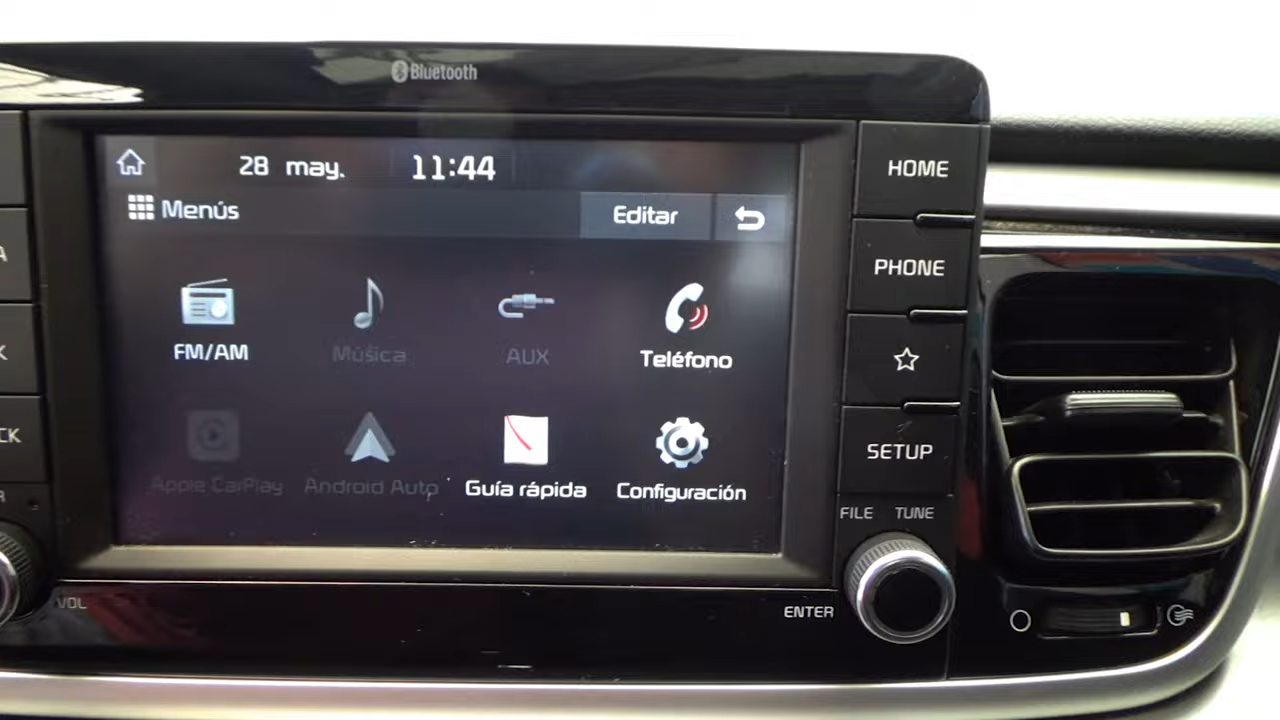 Bluetooth
28 may. 11:44
Menús
Editar
FM/AM
Música
AUX
Teléfono
Apple CarPlay
Android Auto
Guía rápida
Configuración
HOME
PHONE
SETUP
FILE TUNE
VOL
ENTER